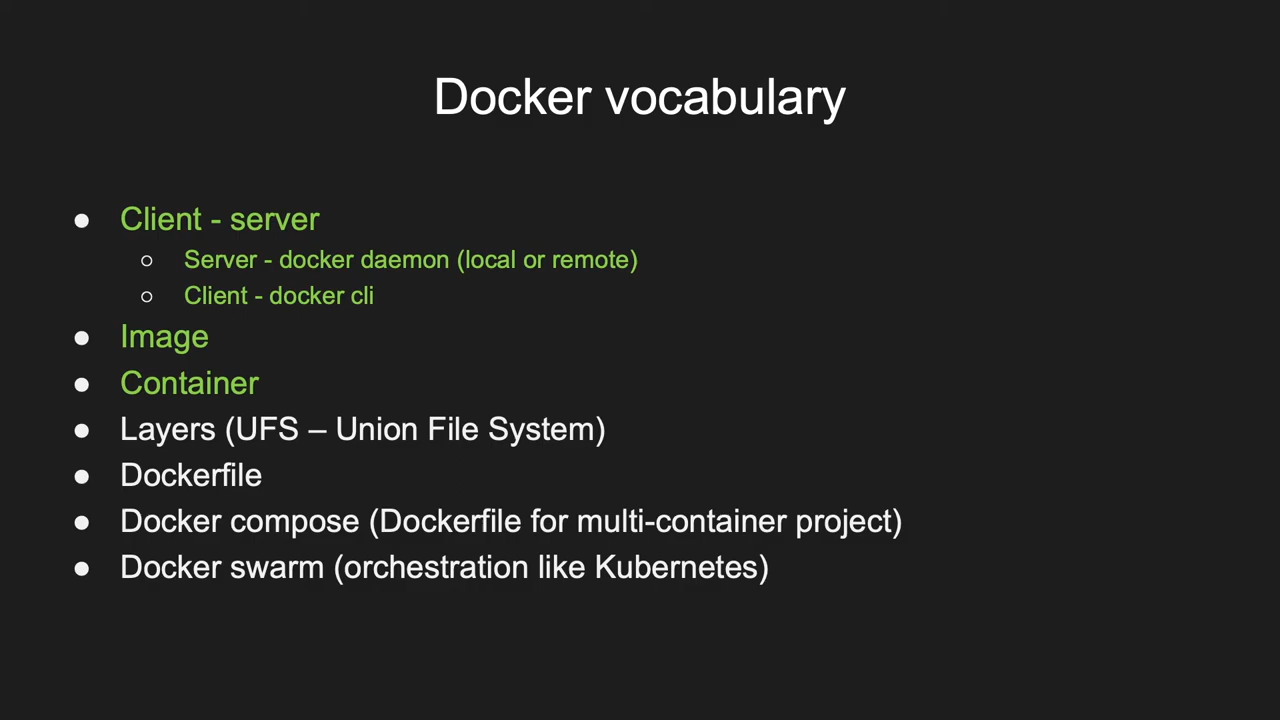 Docker vocabulary
● Client - server
○ Server - docker daemon (local or remote)
○ Client - docker cli
● Image
● Container
● Layers (UFS – Union File System)
● Dockerfile
● Docker compose (Dockerfile for multi-container project)
● Docker swarm (orchestration like Kubernetes)